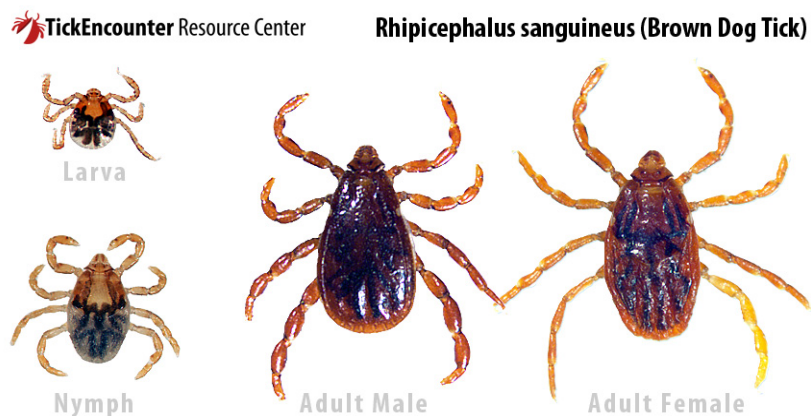 TickEncounter Resource Center
Rhipicephalus sanguineus (Brown Dog Tick)
Larva
Nymph
Adult Male
Adult Female